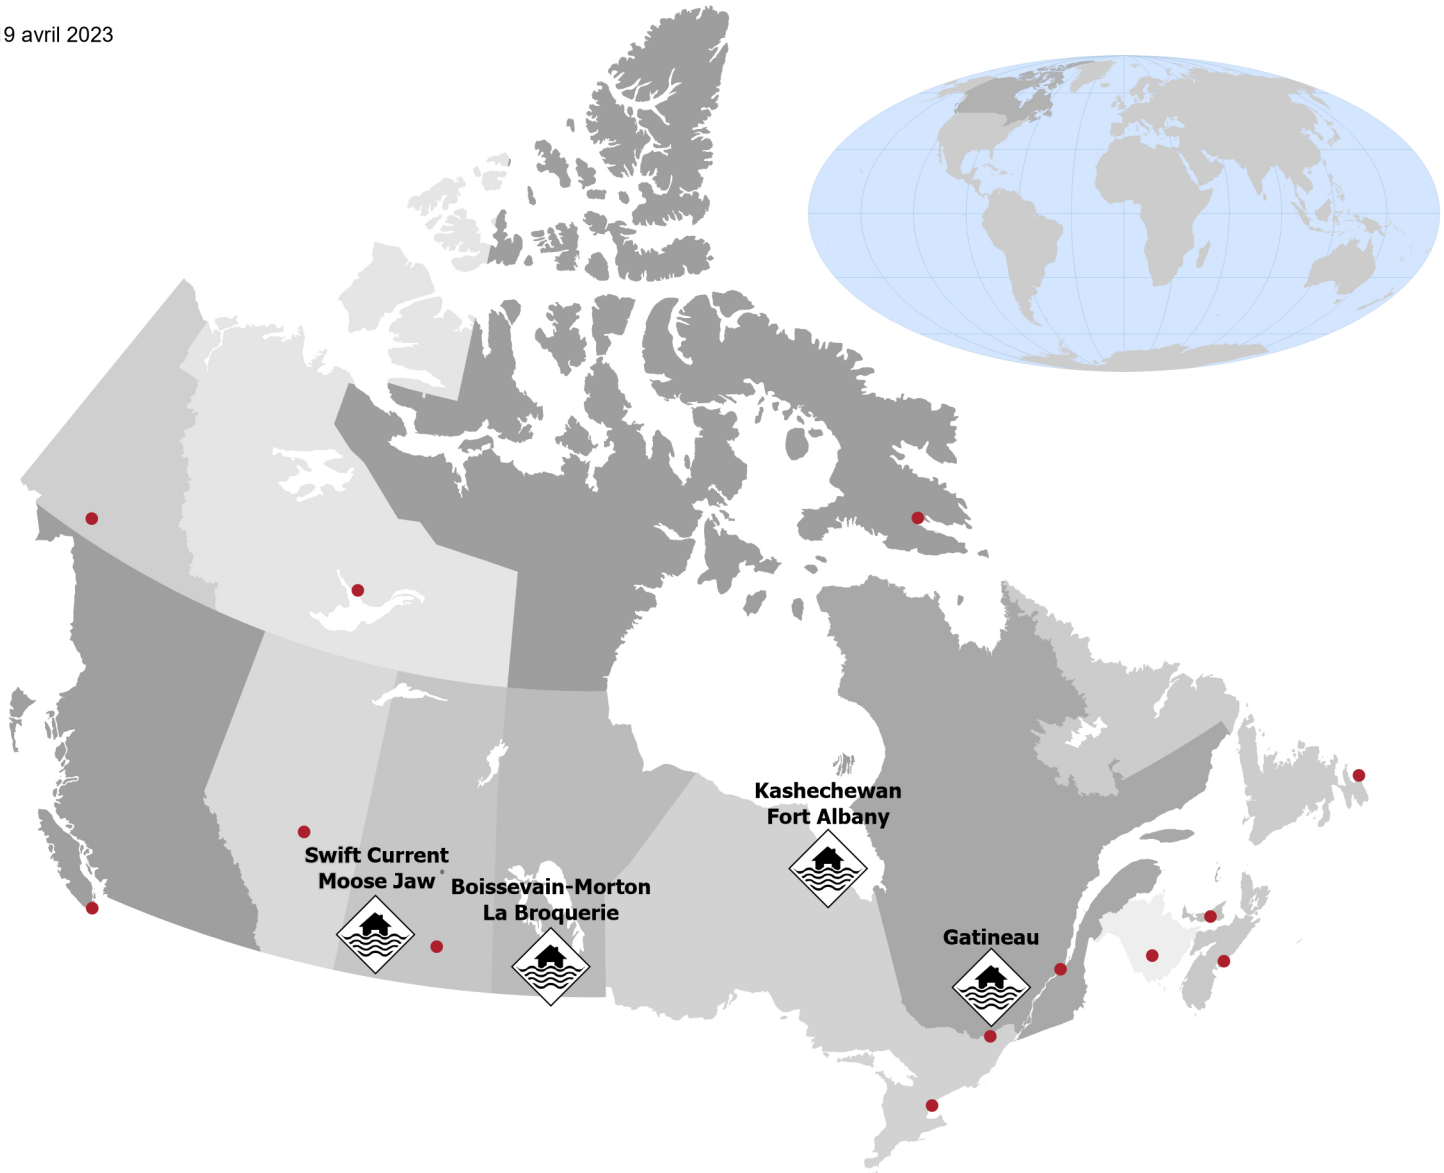 9 avril 2023
Kashechewan
Fort Albany
Swift Current
Moose Jaw
Boissevain-Morton
La Broquerie
Gatineau